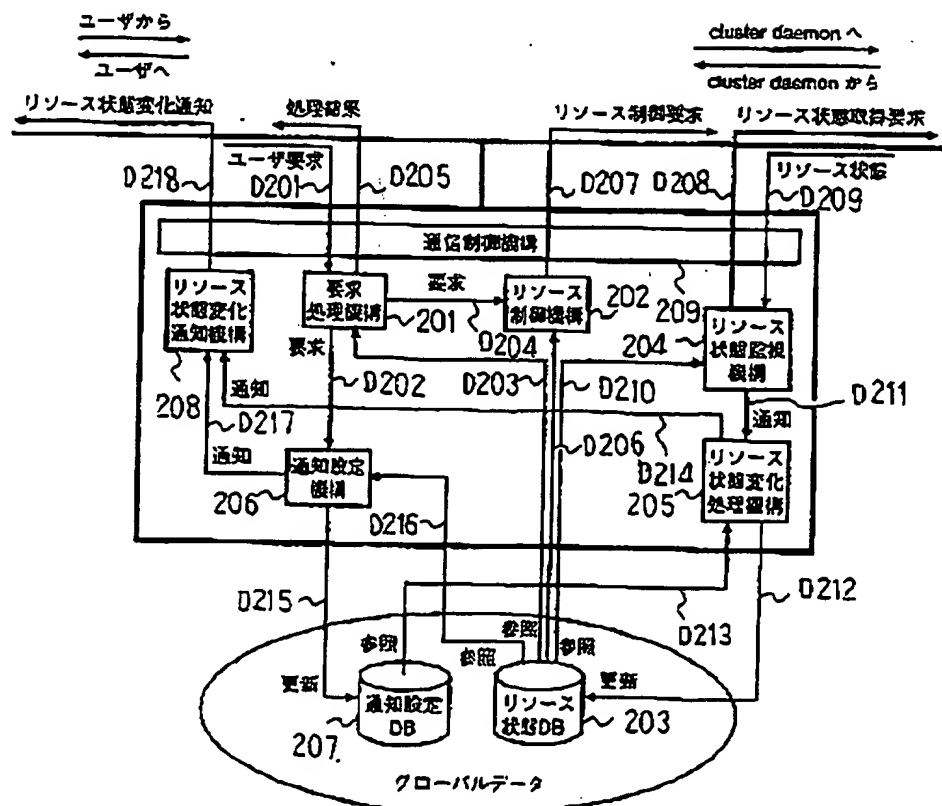 ユーザから
ユーザへ
cluster daemon へ
cluster daemon から
リソース状態変化通知
処理結果
リソース制御要求
リソース状態取得要求
ユーザ要求
リソース状態
D218
D201
D205
D207
D208
D209
通信制御機構
リソース
状態変化
通知機構
要求
処理機構
要求
リソース
制御機構
202
209
201
204
リソース
状態監視
機構
要求
D204
D202
D203
D210
D211
208
通知
通知
D217
D206
通知
通知設定
機構
D214
リソース
状態変化
処理機構
206
205
D216
D215
D212
D213
参照
参照
参照
参照
更新
更新
通知設定
DB
リソース
状態DB
207
203
グローバルデータ